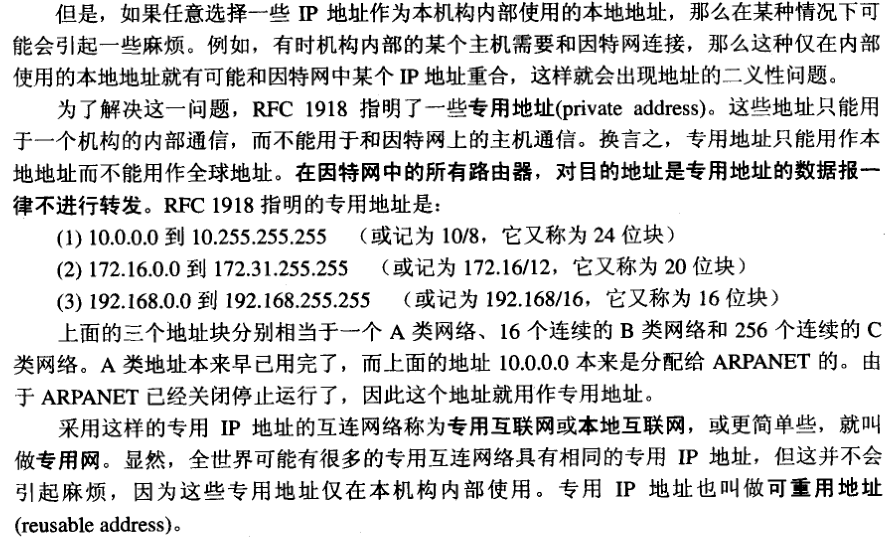 但是，如果任意选择一些 IP 地址作为本机构内部使用的本地地址，那么在某种情况下可
能会引起一些麻烦。例如，有时机构内部的某个主机需要和因特网连接，那么这种仅在内部
使用的本地地址就有可能和因特网中某个 IP 地址重合，这样就会出现地址的二义性问题。
为了解决这一问题，RFC 1918 指明了一些专用地址(private address)。这些地址只能用
于一个机构的内部通信，而不能用于和因特网上的主机通信。换言之，专用地址只能用作本
地地址而不能用作全球地址。在因特网中的所有路由器，对目的地址是专用地址的数据报一
律不进行转发。RFC 1918 指明的专用地址是：
(1) 10.0.0.0 到 10.255.255.255 （或记为 10/8，它又称为 24 位块）
(2) 172.16.0.0 到 172.31.255.255 （或记为 172.16/12，它又称为 20 位块）
(3) 192.168.0.0 到 192.168.255.255 （或记为 192.168/16，它又称为 16 位块）
上面的三个地址块分别相当于一个 A 类网络、16 个连续的 B 类网络和 256 个连续的 C
类网络。A 类地址本来早已用完了，而上面的地址 10.0.0.0 本来是分配给 ARPANET 的。由
于 ARPANET 已经关闭停止运行了，因此这个地址就用作专用地址。
采用这样的专用 IP 地址的互连网络称为专用互联网或本地互联网，或更简单些，就叫
做专用网。显然，全世界可能有很多的专用互连网络具有相同的专用 IP 地址，但这并不会
引起麻烦，因为这些专用地址仅在本机构内部使用。专用 IP 地址也叫做可重用地址
(reusable address)。